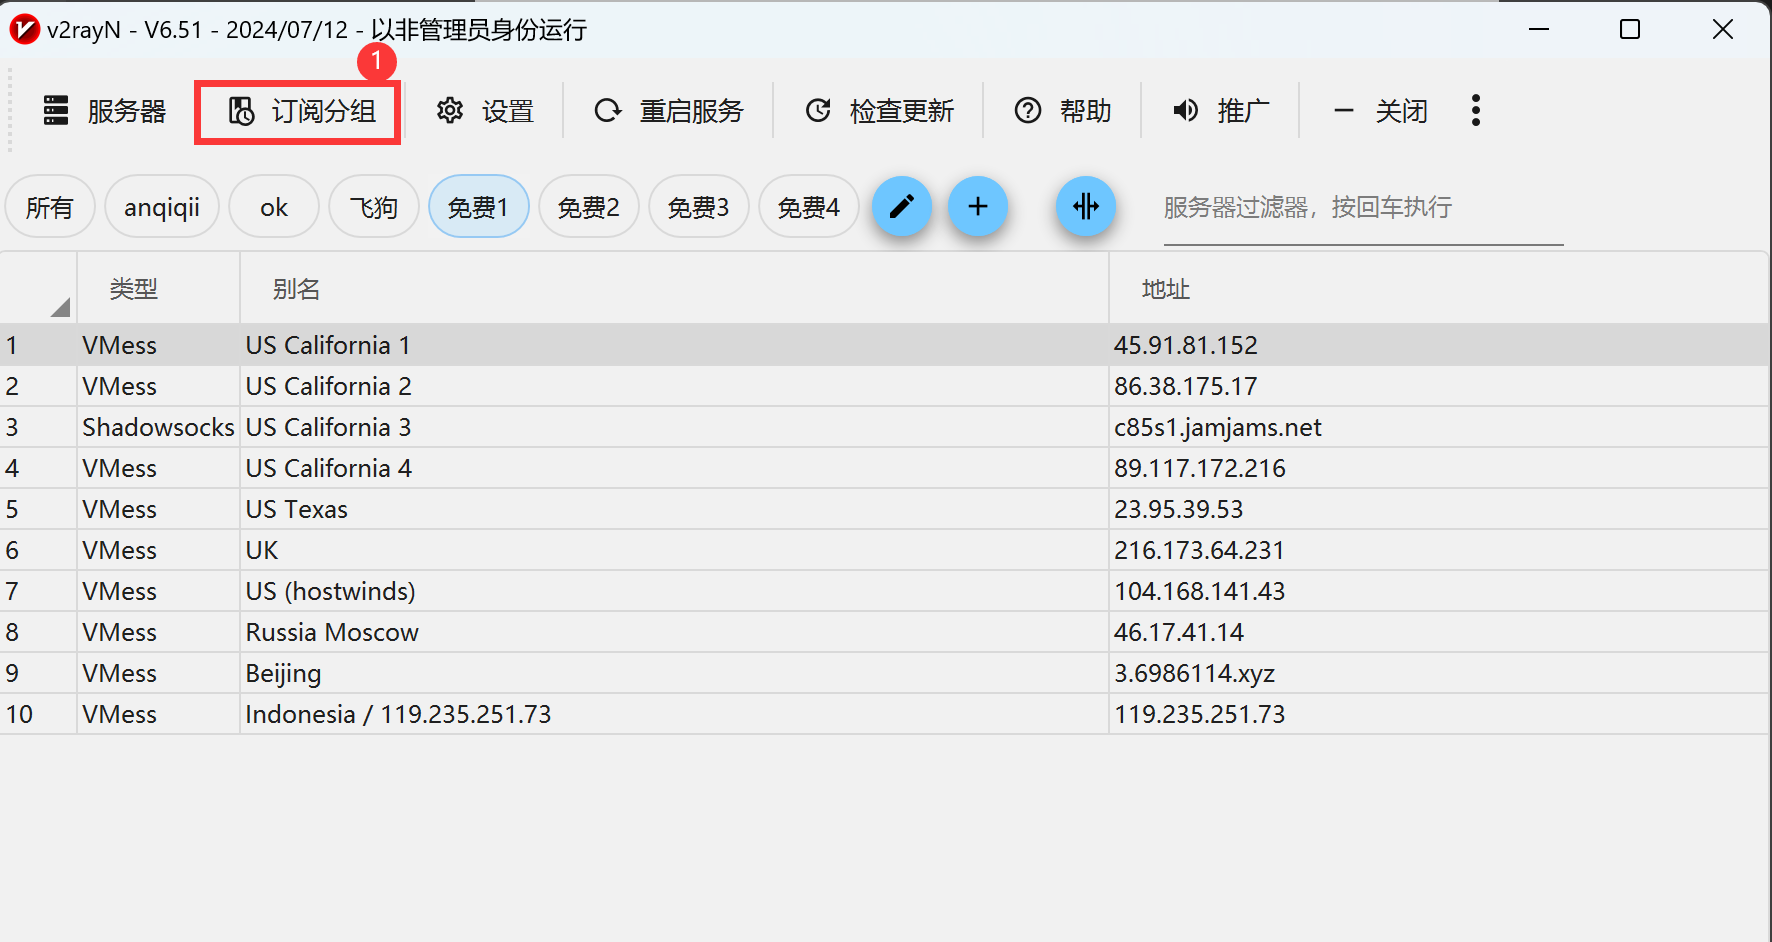 v2rayN - V6.51 - 2024/07/12 - 以非管理员身份运行
1
服务器 订阅分组 设置 重启服务 检查更新 帮助 推广 关闭
所有 anqiqii ok 飞狗 免费1 免费2 免费3 免费4 服务器过滤器，按回车执行
类型 别名 地址
1 VMess US California 1 45.91.81.152
2 VMess US California 2 86.38.175.17
3 Shadowsocks US California 3 c85s1.jamjams.net
4 VMess US California 4 89.117.172.216
5 VMess US Texas 23.95.39.53
6 VMess UK 216.173.64.231
7 VMess US (hostwinds) 104.168.141.43
8 VMess Russia Moscow 46.17.41.14
9 VMess Beijing 3.6986114.xyz
10 VMess Indonesia / 119.235.251.73 119.235.251.73